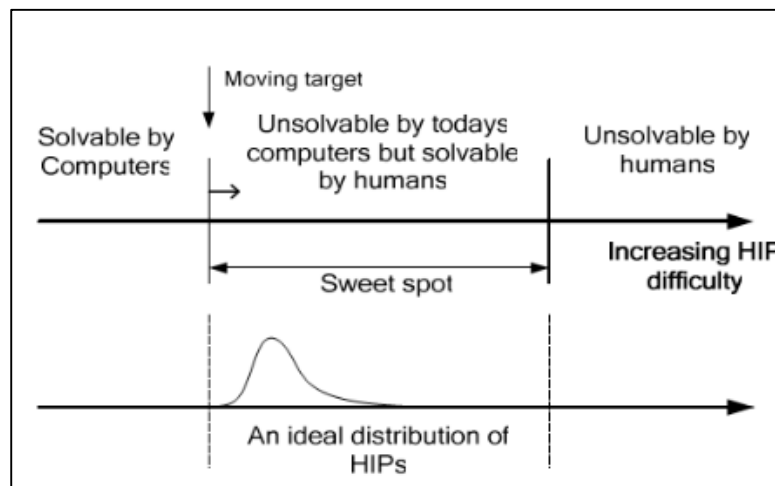 Moving target
Solvable by
Computers
Unsolvable by todays
computers but solvable
by humans
Unsolvable by
humans
Increasing HIP
difficulty
Sweet spot
An ideal distribution of
HIPs